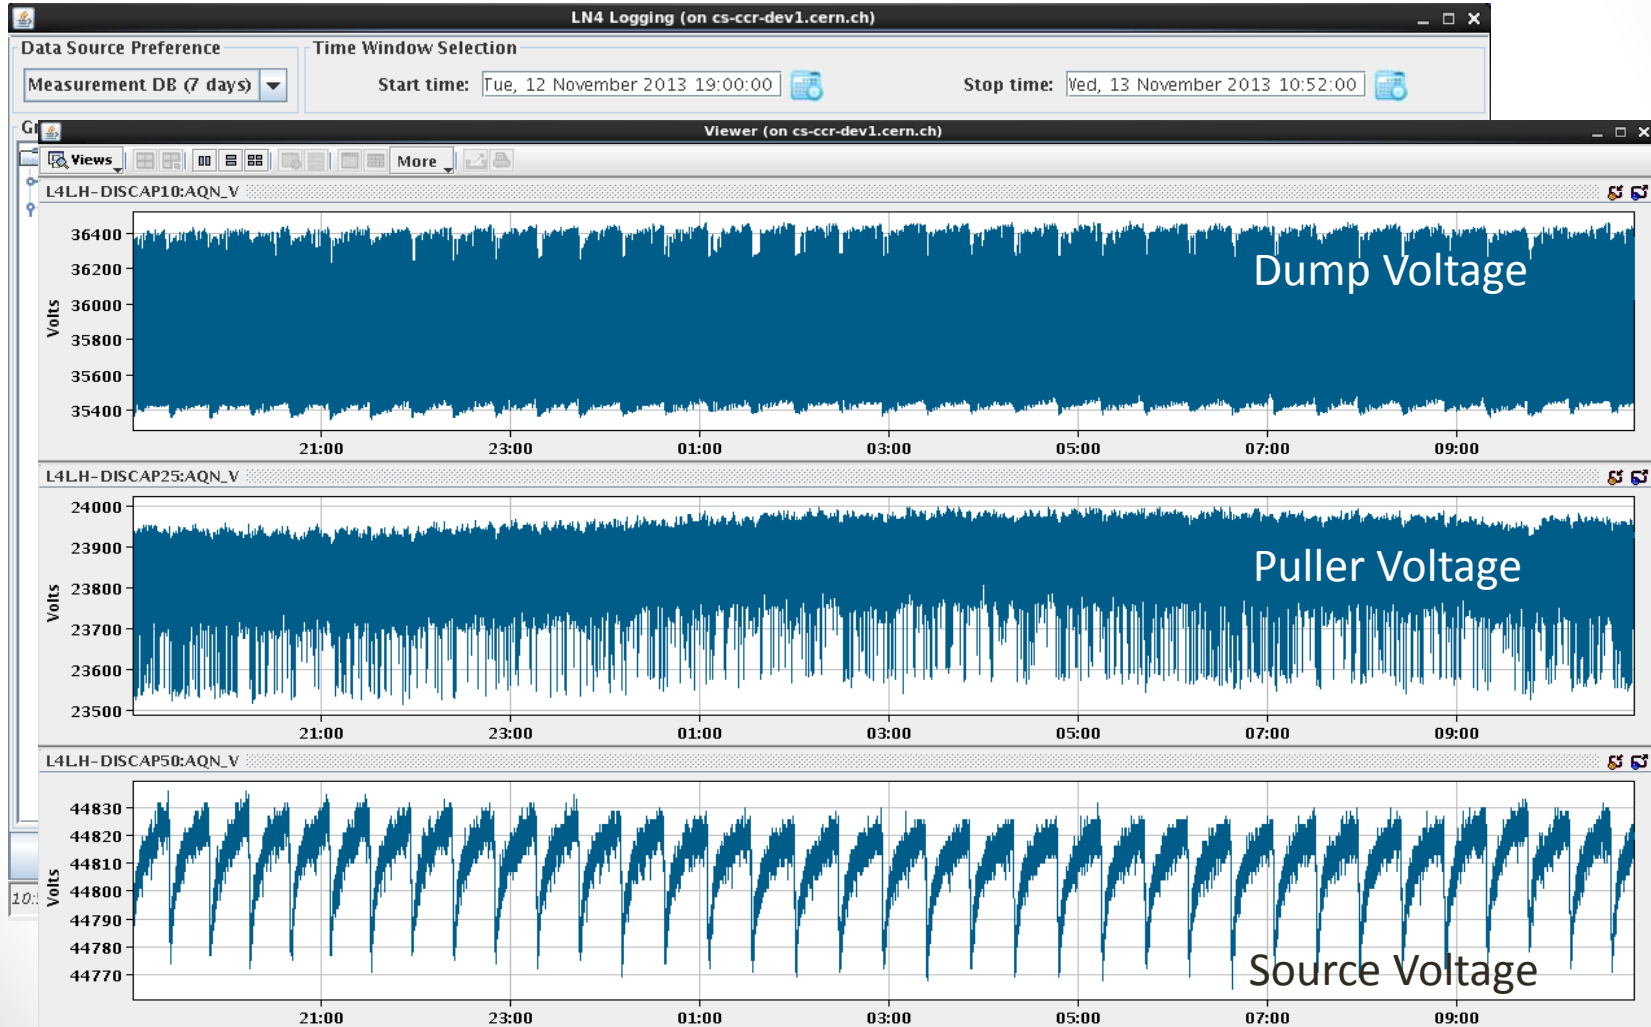 LN4 Logging (on cs-ccr-dev1.cern.ch)
Data Source Preference
Time Window Selection
Measurement DB (7 days)
Start time: Tue, 12 November 2013 19:00:00
Stop time: Wed, 13 November 2013 10:52:00
Gr
Viewer (on cs-ccr-dev1.cern.ch)
Views
More
L4L.H-DISCAP10:AQN_V
36400
36200
36000
35800
35600
35400
Volts
Dump Voltage
21:00 23:00 01:00 03:00 05:00 07:00 09:00
L4L.H-DISCAP25:AQN_V
24000
23900
23800
23700
23600
23500
Volts
Puller Voltage
21:00 23:00 01:00 03:00 05:00 07:00 09:00
L4L.H-DISCAP50:AQN_V
44830
44820
44810
44800
44790
44780
44770
Volts
10:
Source Voltage
21:00 23:00 01:00 03:00 05:00 07:00 09:00